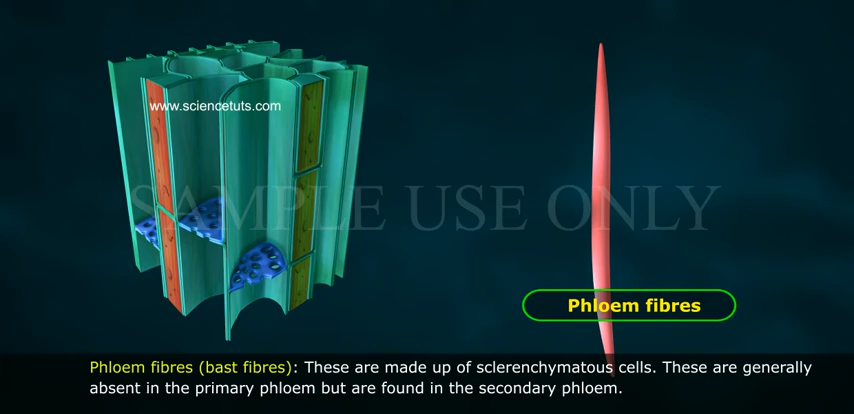 www.sciencetuts.com
SAMPLE USE ONLY
Phloem fibres
Phloem fibres (bast fibres): These are made up of sclerenchymatous cells. These are generally
absent in the primary phloem but are found in the secondary phloem.